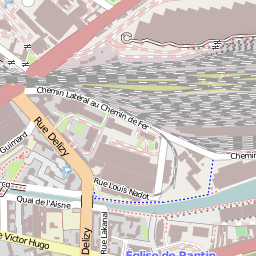 Chemin Latéral au Chemin de Fer
Rue Delizy
Guimard
Chemin
Rue Louis Nadot
Quai de l'Aisne
Rue Lakanal
Delizy
e Victor Hugo
Église de Pantin